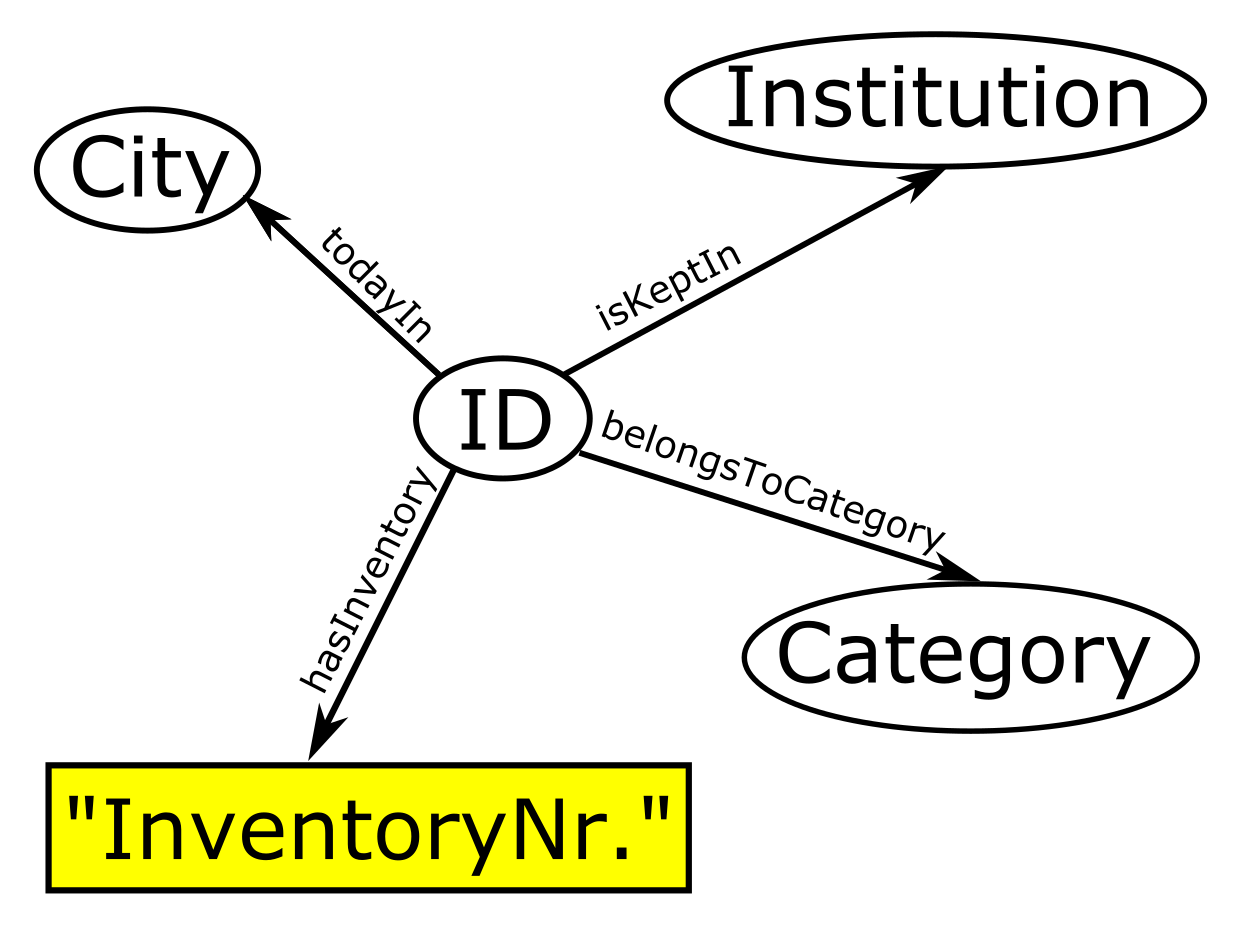 Institution
City
todayIn
isKeptIn
ID
belongsToCategory
hasInventory
Category
"InventoryNr."